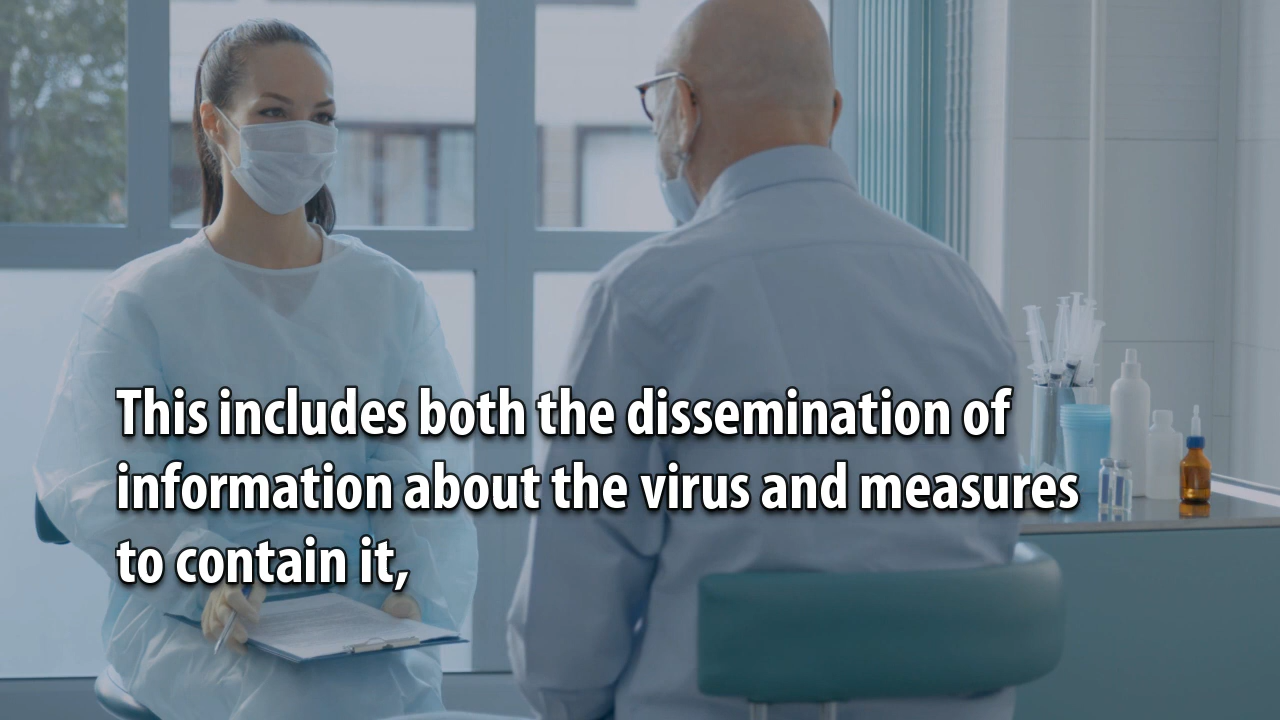 This includes both the dissemination of
information about the virus and measures
to contain it,